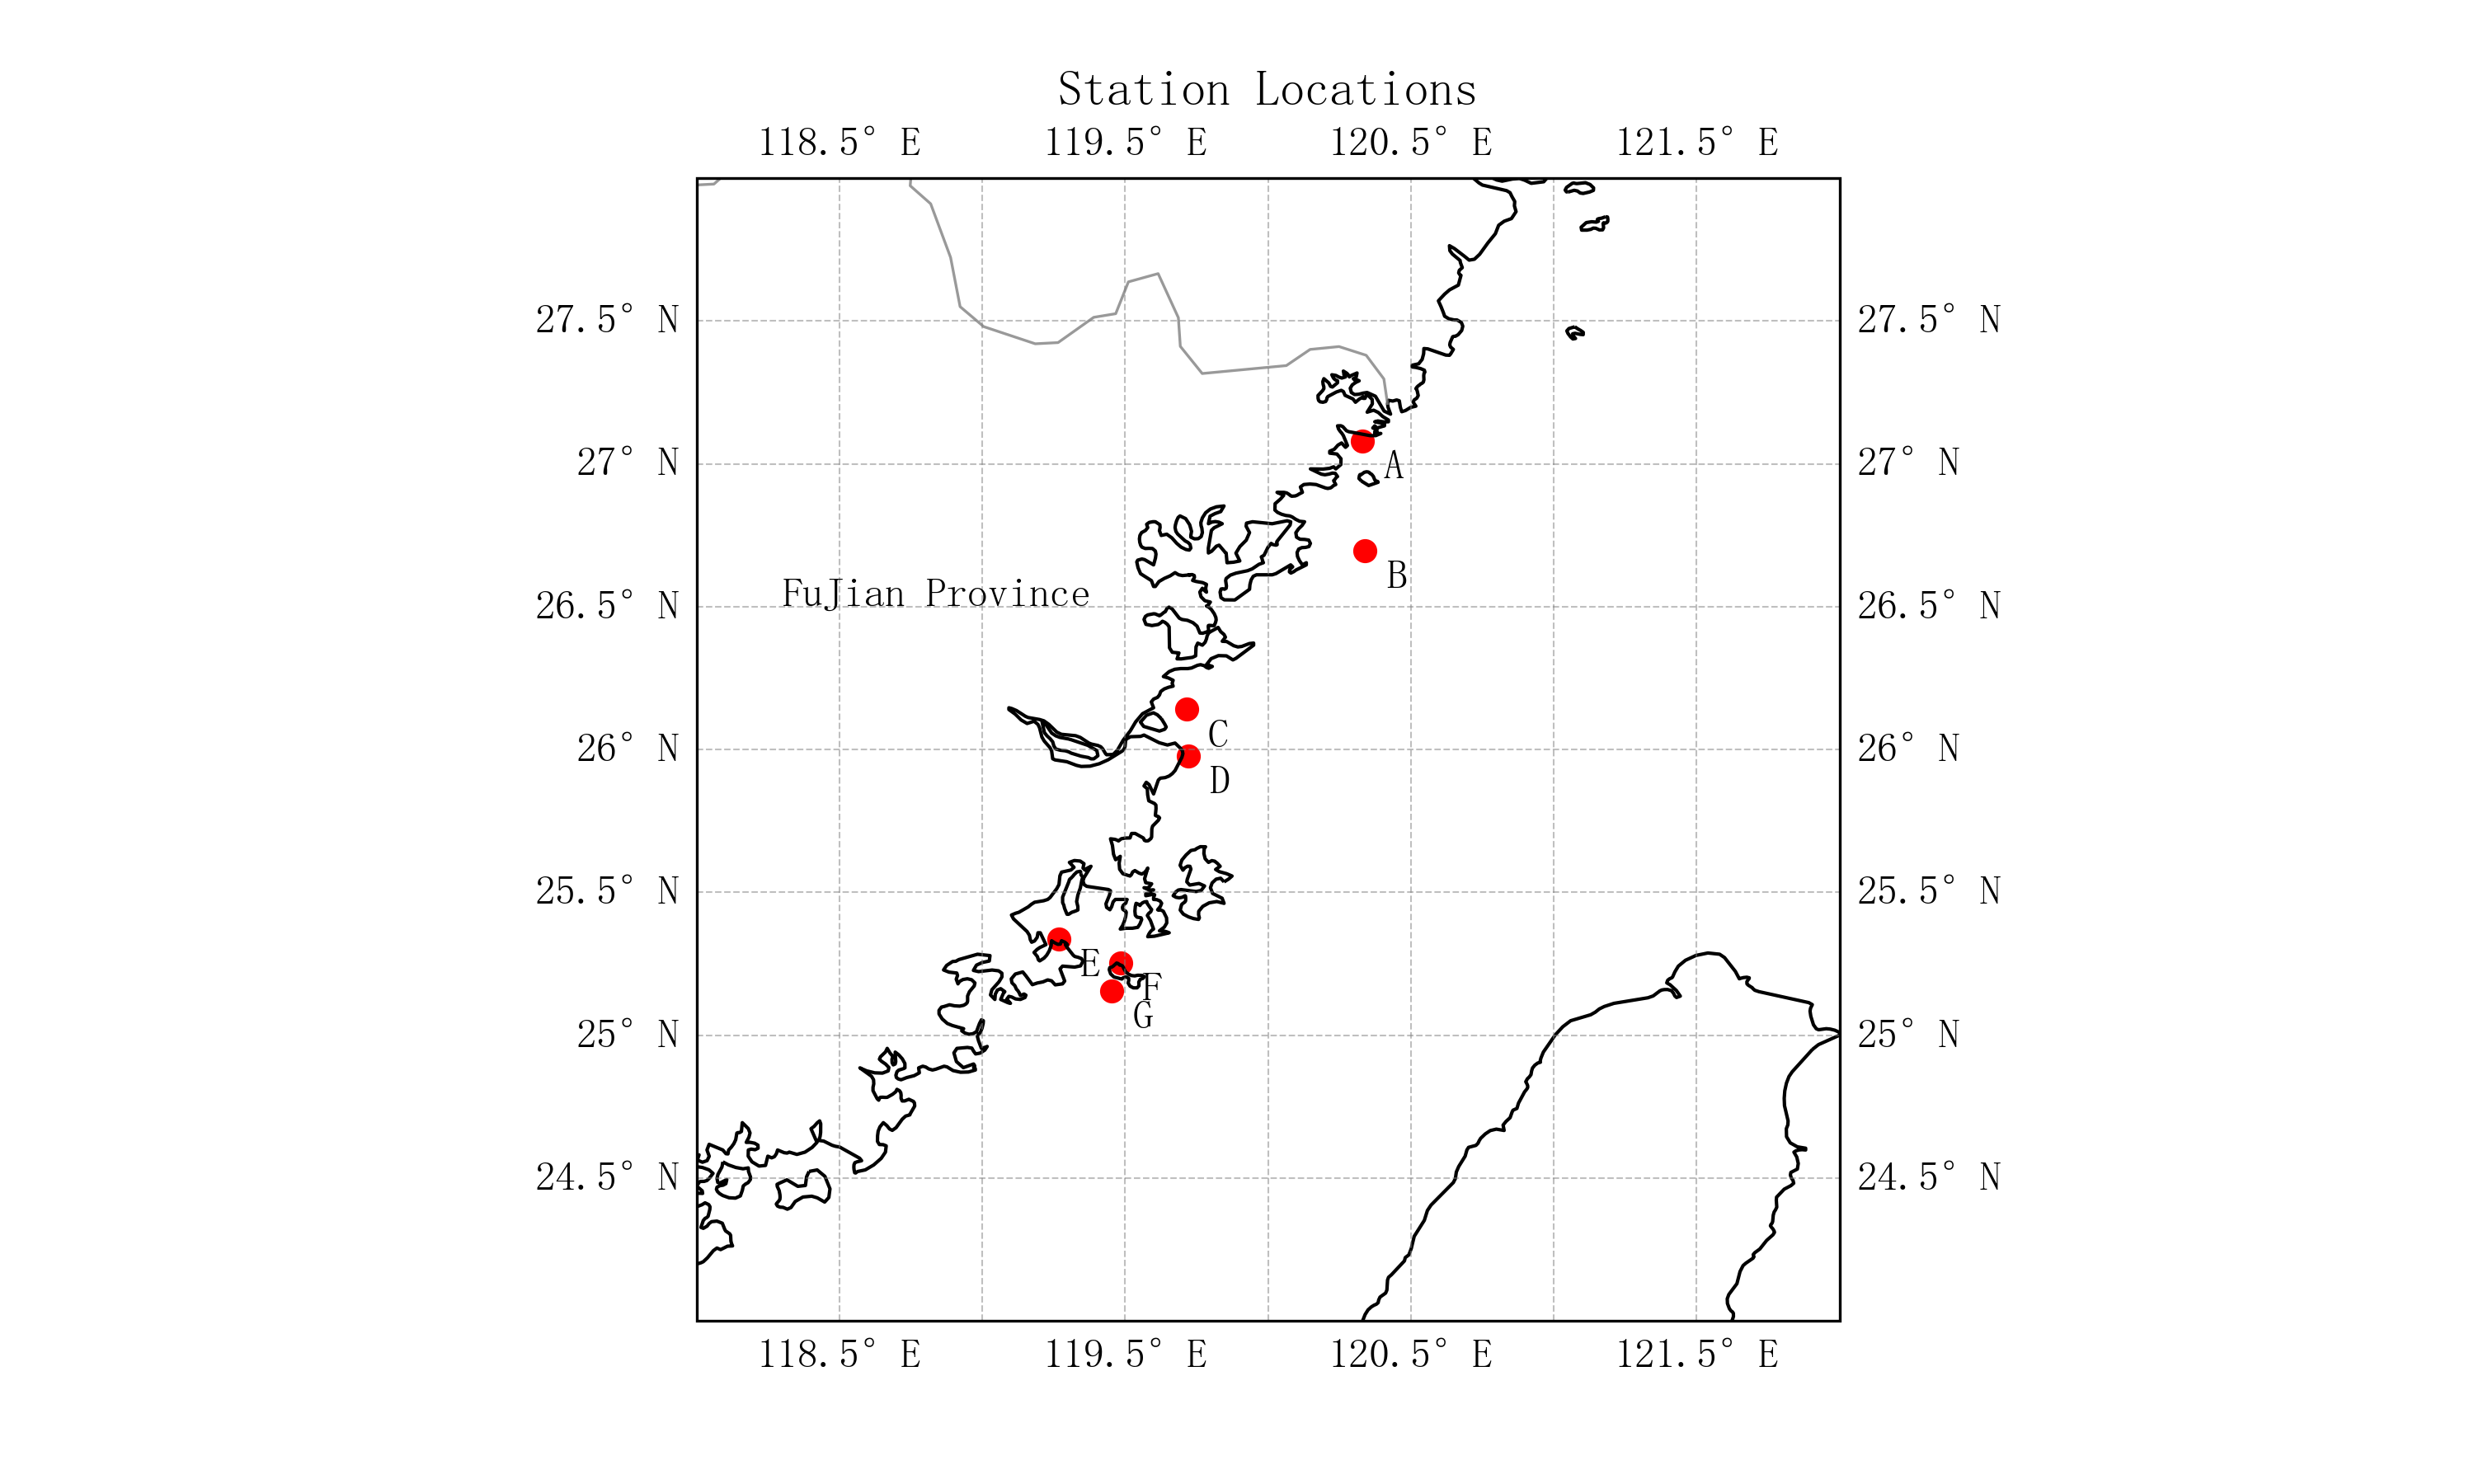 Station Locations
118.5° E 119.5° E 120.5° E 121.5° E
27.5° N 27.5° N
27° N 27° N
A
B
FuJian Province
26.5° N 26.5° N
C
26° N 26° N
D
25.5° N 25.5° N
E
F
G
25° N 25° N
24.5° N 24.5° N
118.5° E 119.5° E 120.5° E 121.5° E